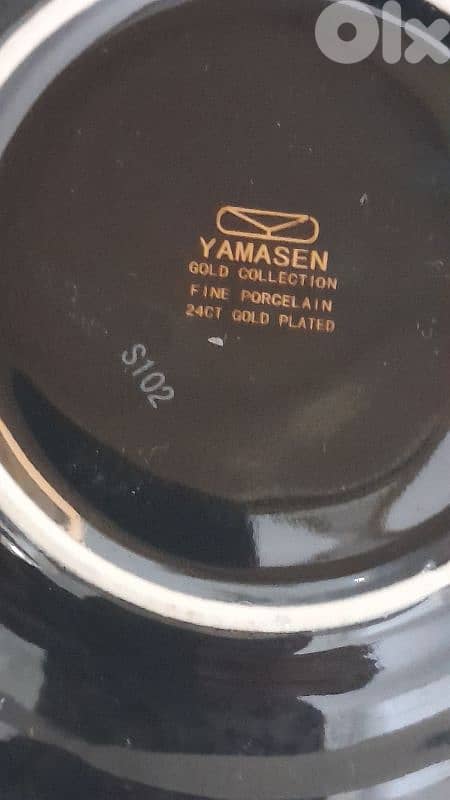 OLX
YAMASEN
GOLD COLLECTION
FINE PORCELAIN
24CT GOLD PLATED
S102